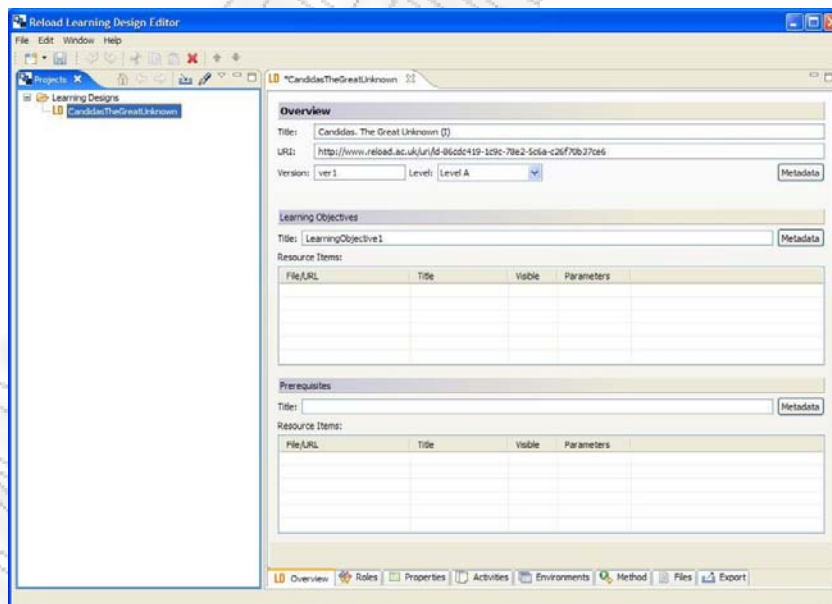 Reload Learning Design Editor
File Edit Window Help
Projects
Learning Designs
LD CandidasTheGreatUnknown
LD *CandidasTheGreatUnknown
Overview
Title: Candidas. The Great Unknown (I)
URI: http://www.reload.ac.uk/uri/ld-86cdc419-1c9c-78e2-5c6a-c26f70b37ce6
Version: ver1 Level: Level A Metadata
Learning Objectives
Title: LearningObjective1 Metadata
Resource Items:
File/URL Title Visible Parameters
Prerequisites
Title: Metadata
Resource Items:
File/URL Title Visible Parameters
LD Overview Roles Properties Activities Environments Method Files Export